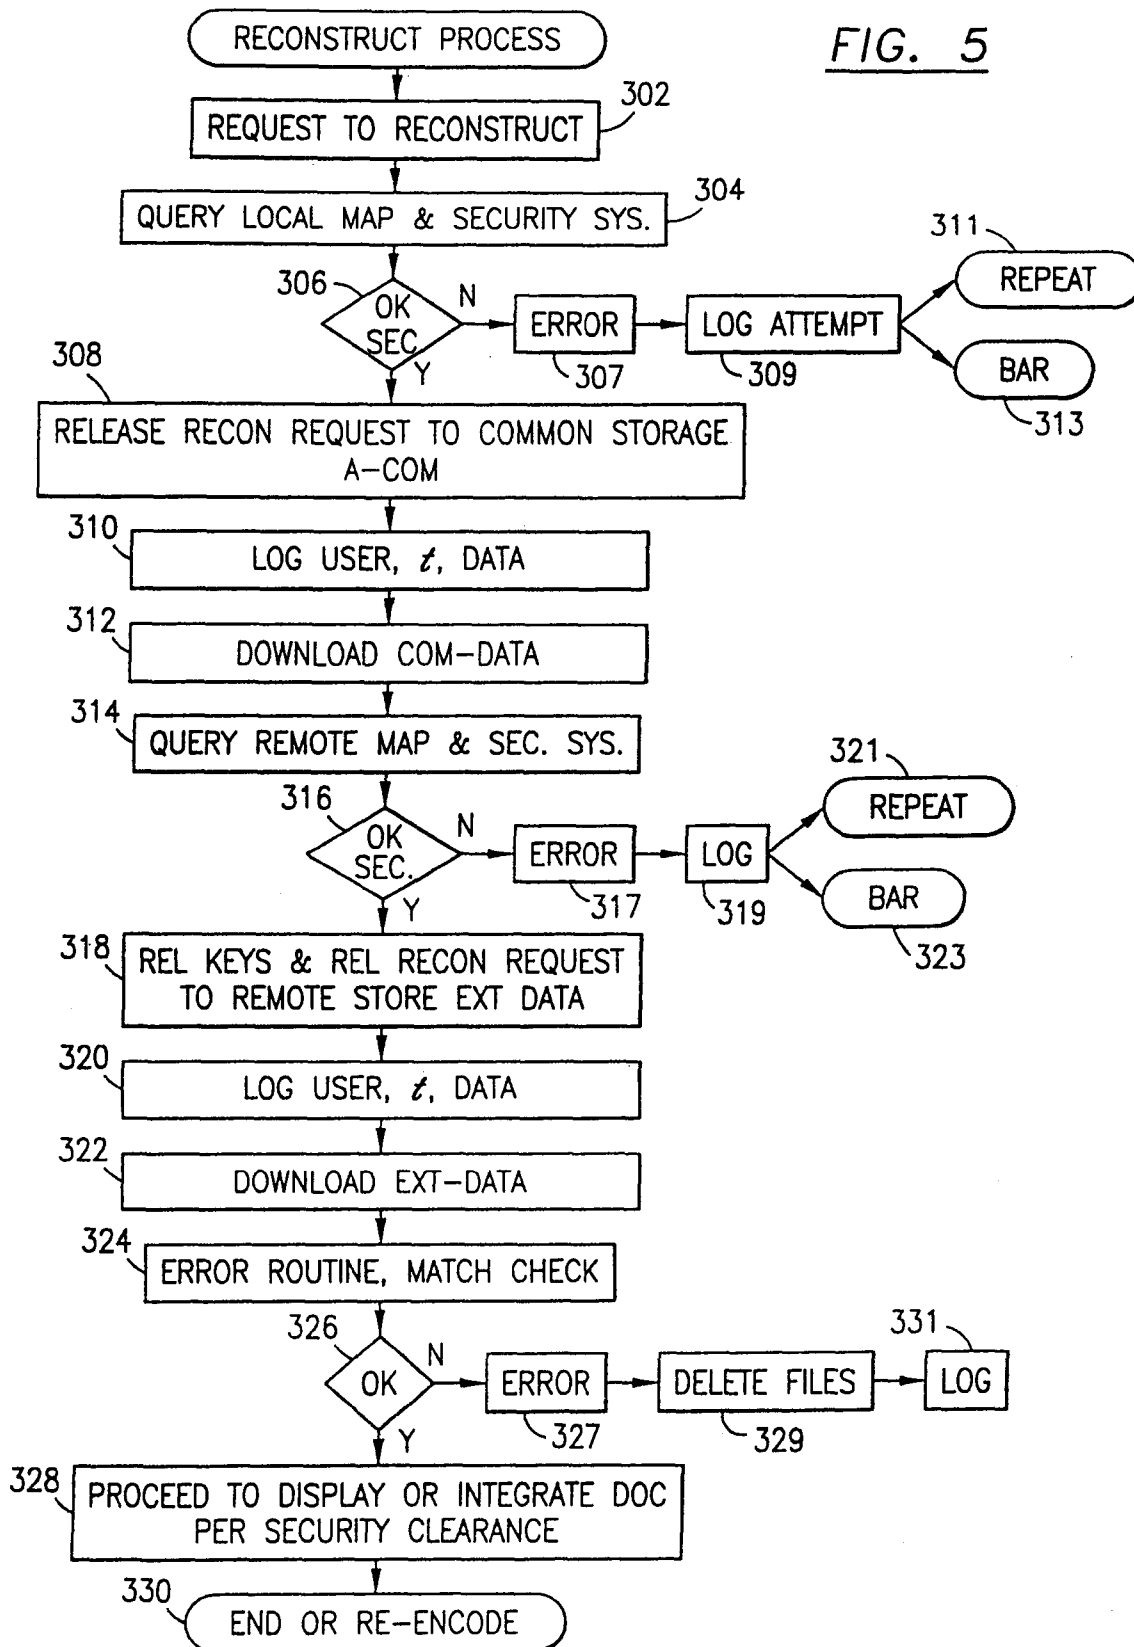 RECONSTRUCT PROCESS
FIG. 5
302
REQUEST TO RECONSTRUCT
304
QUERY LOCAL MAP & SECURITY SYS.
306
OK
SEC
N
Y
ERROR
307
LOG ATTEMPT
309
311
REPEAT
BAR
313
308
RELEASE RECON REQUEST TO COMMON STORAGE
A-COM
310
LOG USER, t, DATA
312
DOWNLOAD COM-DATA
314
QUERY REMOTE MAP & SEC. SYS.
316
OK
SEC.
N
Y
ERROR
317
LOG
319
321
REPEAT
BAR
323
318
REL KEYS & REL RECON REQUEST
TO REMOTE STORE EXT DATA
320
LOG USER, t, DATA
322
DOWNLOAD EXT-DATA
324
ERROR ROUTINE, MATCH CHECK
326
OK
N
Y
ERROR
327
DELETE FILES
329
331
LOG
328
PROCEED TO DISPLAY OR INTEGRATE DOC
PER SECURITY CLEARANCE
330
END OR RE-ENCODE